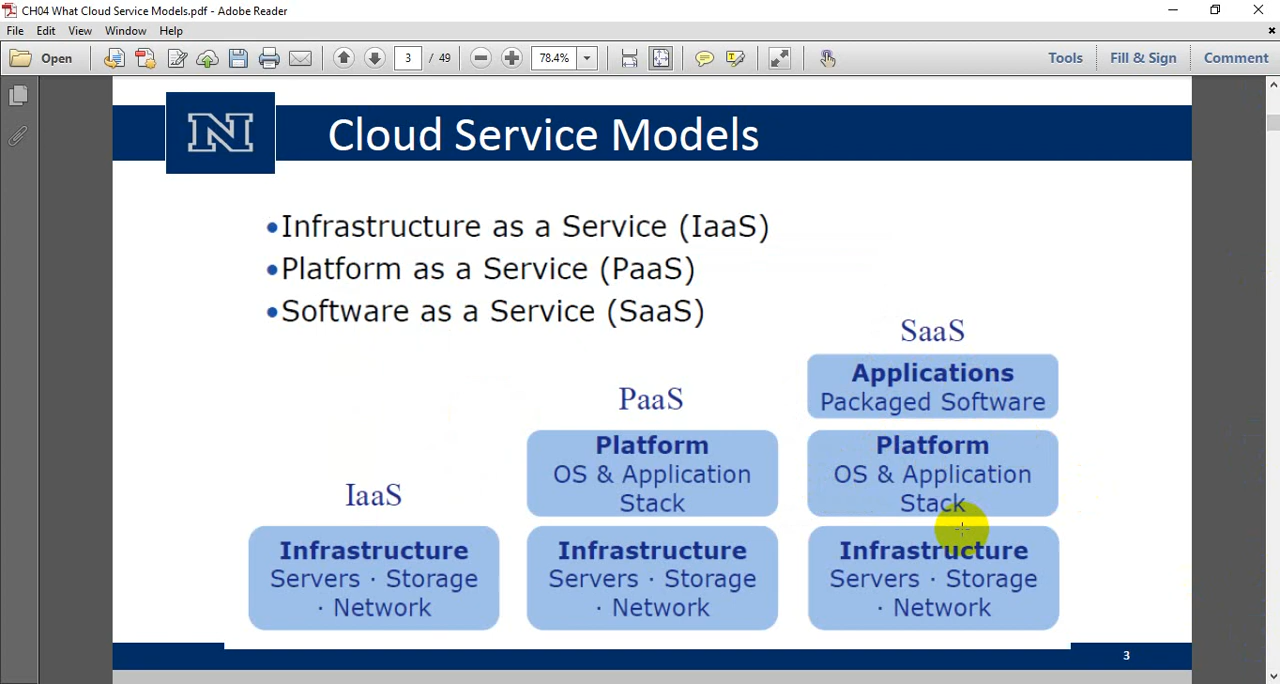 CH04 What Cloud Service Models.pdf - Adobe Reader
File Edit View Window Help
Open 3 / 49 78.4% Tools Fill & Sign Comment
N Cloud Service Models
•Infrastructure as a Service (IaaS)
•Platform as a Service (PaaS)
•Software as a Service (SaaS)
SaaS
Applications
Packaged Software
PaaS
Platform
OS & Application
Stack
Platform
OS & Application
Stack
IaaS
Infrastructure
Servers · Storage
· Network
Infrastructure
Servers · Storage
· Network
Infrastructure
Servers · Storage
· Network
3